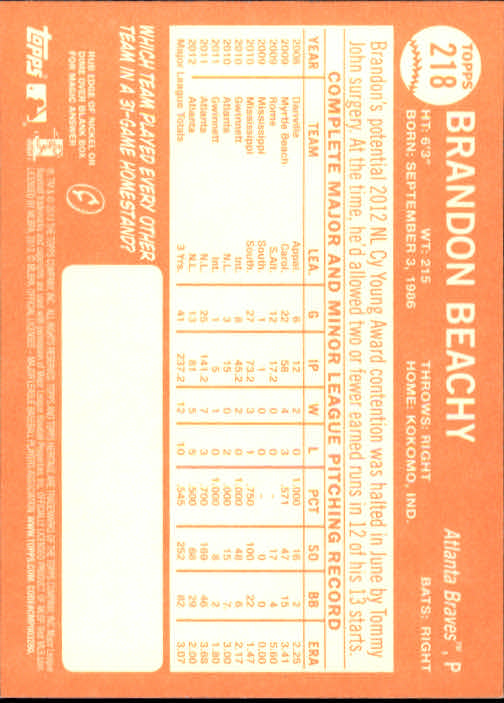 TOPPS
218
BRANDON BEACHY
Atlanta Braves™, P
HT: 6'3" WT: 215 THROWS: RIGHT BATS: RIGHT
BORN: SEPTEMBER 3, 1986 HOME: KOKOMO, IND.
Brandon's potential 2012 NL Cy Young Award contention was halted in June by Tommy
John surgery. At the time, he'd allowed two or fewer earned runs in 12 of his 13 starts.
COMPLETE MAJOR AND MINOR LEAGUE PITCHING RECORD
YEAR TEAM LEA. G IP W L PCT SO BB ERA
2008 Danville Appal. 6 12 2 0 1.000 16 2 2.25
2009 Myrtle Beach Carol. 22 58 4 3 .571 47 15 3.41
2009 Rome S.Atl. 12 17.2 0 0 - 17 4 5.60
2009 Mississippi South. 1 1 0 0 - 0 0 0.00
2010 Mississippi South. 27 73.2 3 1 .750 100 22 1.47
2010 Gwinnett Int. 8 45.2 2 0 1.000 48 6 2.17
2010 Atlanta N.L. 3 15 0 2 .000 15 7 3.00
2011 Gwinnett Int. 1 5 1 0 1.000 8 2 1.80
2011 Atlanta N.L. 25 141.2 7 3 .700 169 46 3.68
2012 Atlanta N.L. 13 81 5 5 .500 68 29 2.00
Major League Totals 3 Yrs. 41 237.2 12 10 .545 252 82 3.07
WHICH TEAM PLAYED EVERY OTHER
TEAM IN A 31-GAME HOMESTAND?
RUB EDGE OF NICKEL OR
DIME OVER BLANK BOX
FOR MAGIC ANSWER
TOPPS